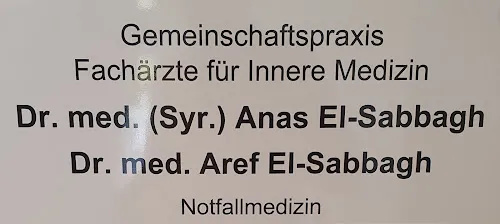 Gemeinschaftspraxis
Fachärzte für Innere Medizin
Dr. med. (Syr.) Anas El-Sabbagh
Dr. med. Aref El-Sabbagh
Notfallmedizin